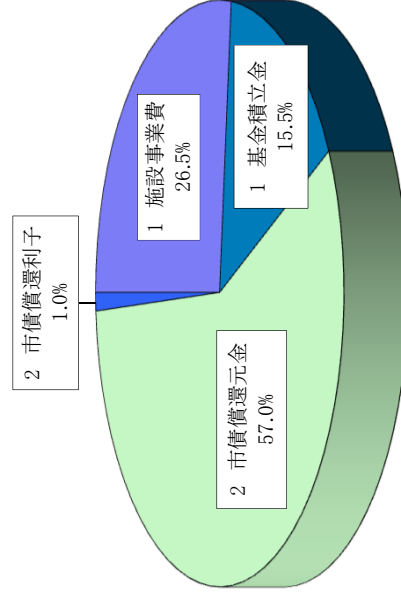 2 市債償還利子
1.0%
1 施設事業費
26.5%
1 基金積立金
15.5%
2 市債償還元金
57.0%